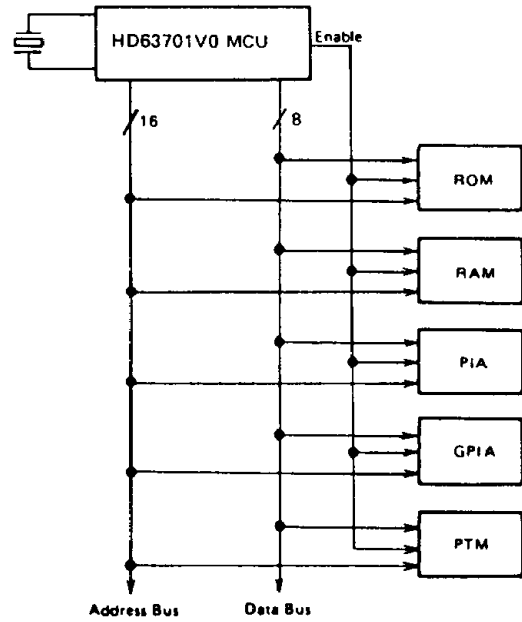 HD63701V0 MCU
Enable
16
8
ROM
RAM
PIA
GPIA
PTM
Address Bus
Data Bus